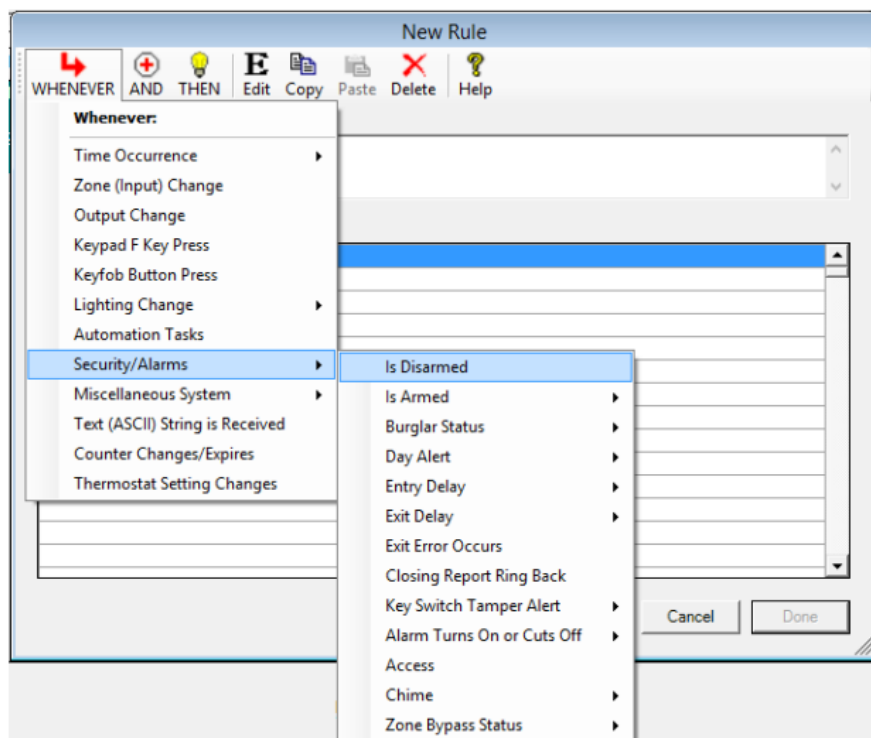 New Rule
WHENEVER AND THEN E Edit Copy Paste Delete Help
Whenever:
Time Occurrence
Zone (Input) Change
Output Change
Keypad F Key Press
Keyfob Button Press
Lighting Change
Automation Tasks
Security/Alarms
Miscellaneous System
Text (ASCII) String is Received
Counter Changes/Expires
Thermostat Setting Changes
Is Disarmed
Is Armed
Burglar Status
Day Alert
Entry Delay
Exit Delay
Exit Error Occurs
Closing Report Ring Back
Key Switch Tamper Alert
Alarm Turns On or Cuts Off
Access
Chime
Zone Bypass Status
Cancel Done